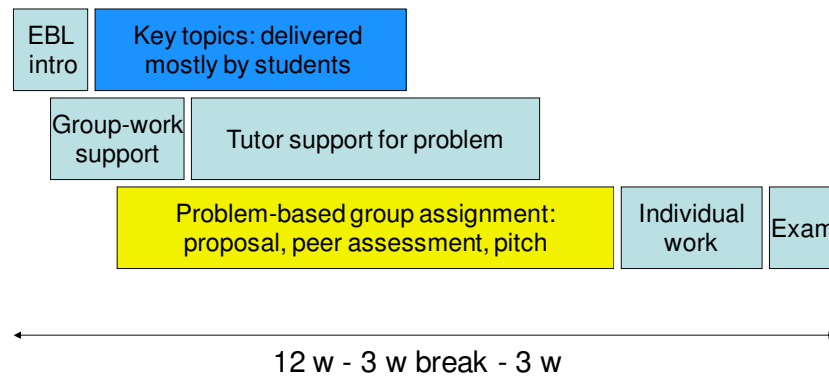 EBL
intro
Key topics: delivered
mostly by students
Group-work
support
Tutor support for problem
Problem-based group assignment:
proposal, peer assessment, pitch
Individual
work
Exam
12 w - 3 w break - 3 w